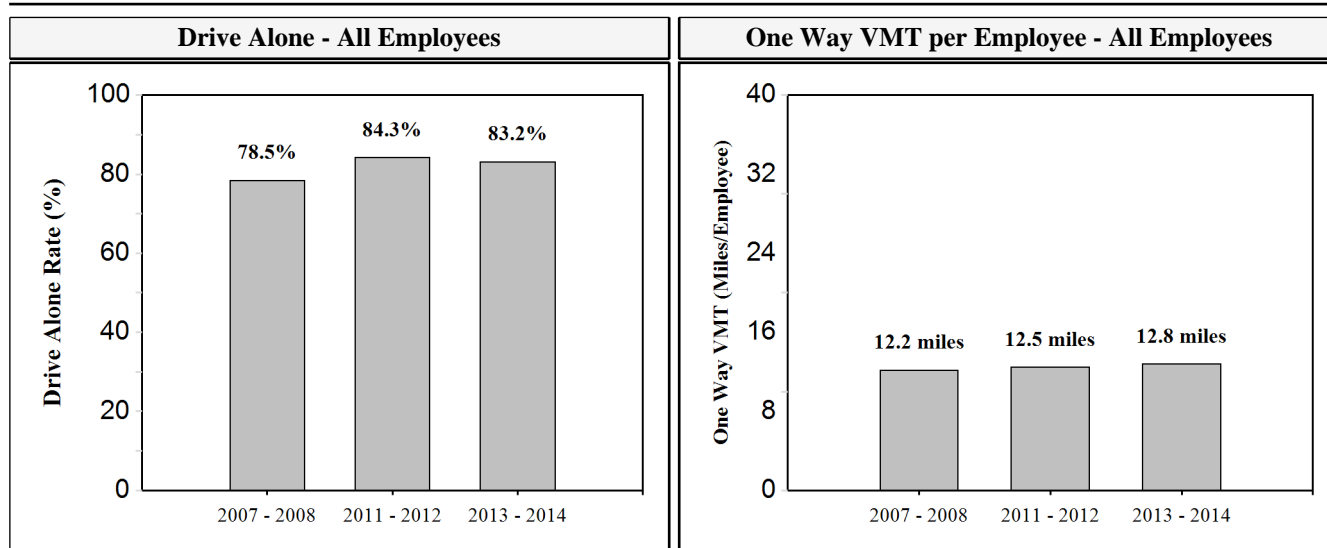 Drive Alone - All Employees
One Way VMT per Employee - All Employees
Drive Alone Rate (%)
100
80
60
40
20
0
78.5%
84.3%
83.2%
2007 - 2008
2011 - 2012
2013 - 2014
One Way VMT (Miles/Employee)
40
32
24
16
8
0
12.2 miles
12.5 miles
12.8 miles
2007 - 2008
2011 - 2012
2013 - 2014